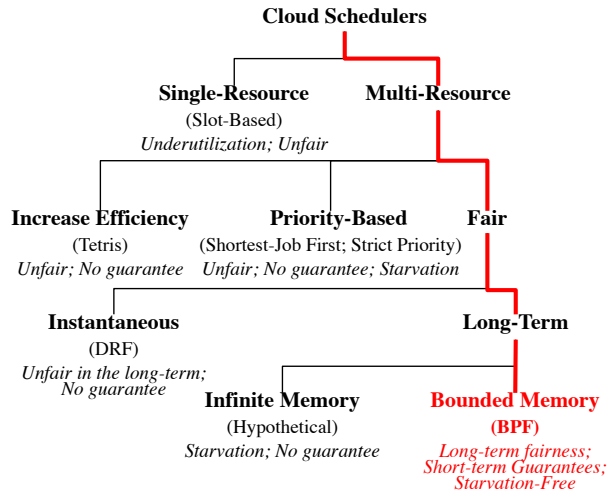 Cloud Schedulers
Single-Resource
(Slot-Based)
Underutilization; Unfair
Multi-Resource
Increase Efficiency
(Tetris)
Unfair; No guarantee
Priority-Based
(Shortest-Job First; Strict Priority)
Unfair; No guarantee; Starvation
Fair
Instantaneous
(DRF)
Unfair in the long-term;
No guarantee
Long-Term
Infinite Memory
(Hypothetical)
Starvation; No guarantee
Bounded Memory
(BPF)
Long-term fairness;
Short-term Guarantees;
Starvation-Free